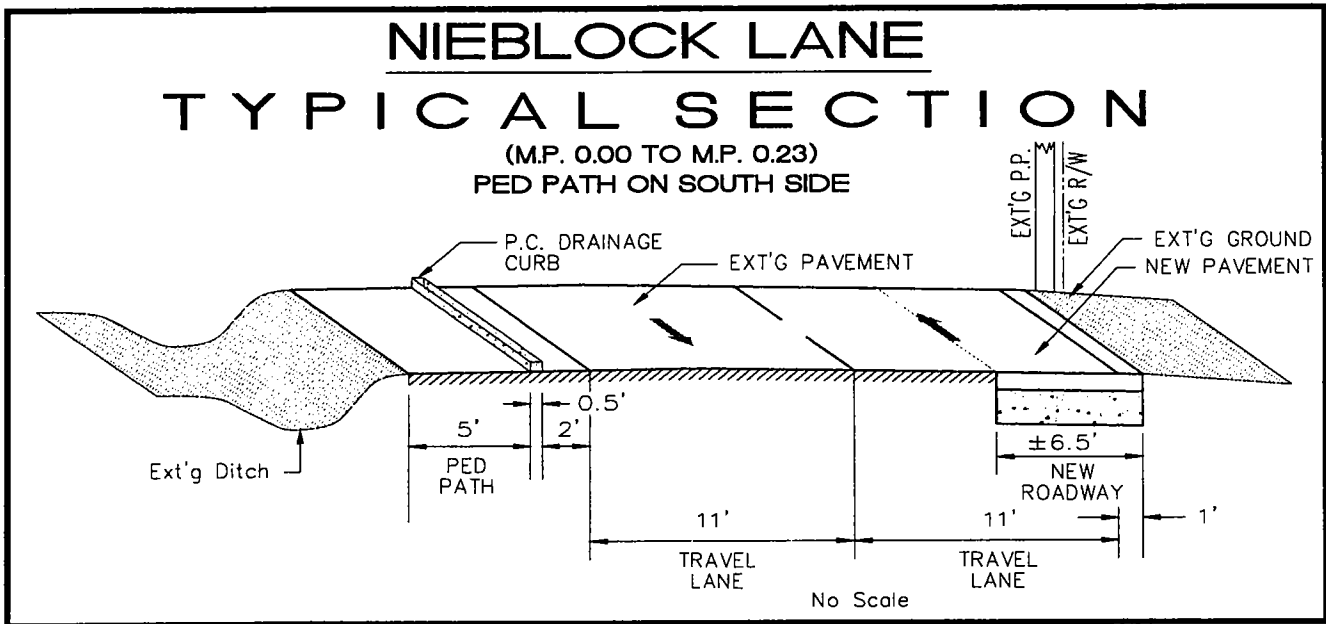 NIEBLOCK LANE
TYPICAL SECTION
(M.P. 0.00 TO M.P. 0.23)
PED PATH ON SOUTH SIDE
EXT'G P.P.
EXT'G R/W
P.C. DRAINAGE
CURB
EXT'G PAVEMENT
EXT'G GROUND
NEW PAVEMENT
Ext'g Ditch
0.5'
5'
2'
PED
PATH
±6.5'
NEW
ROADWAY
11'
11'
1'
TRAVEL
LANE
TRAVEL
LANE
No Scale